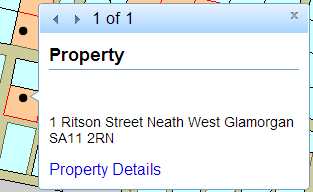 1 of 1
Property
1 Ritson Street Neath West Glamorgan
SA11 2RN
Property Details